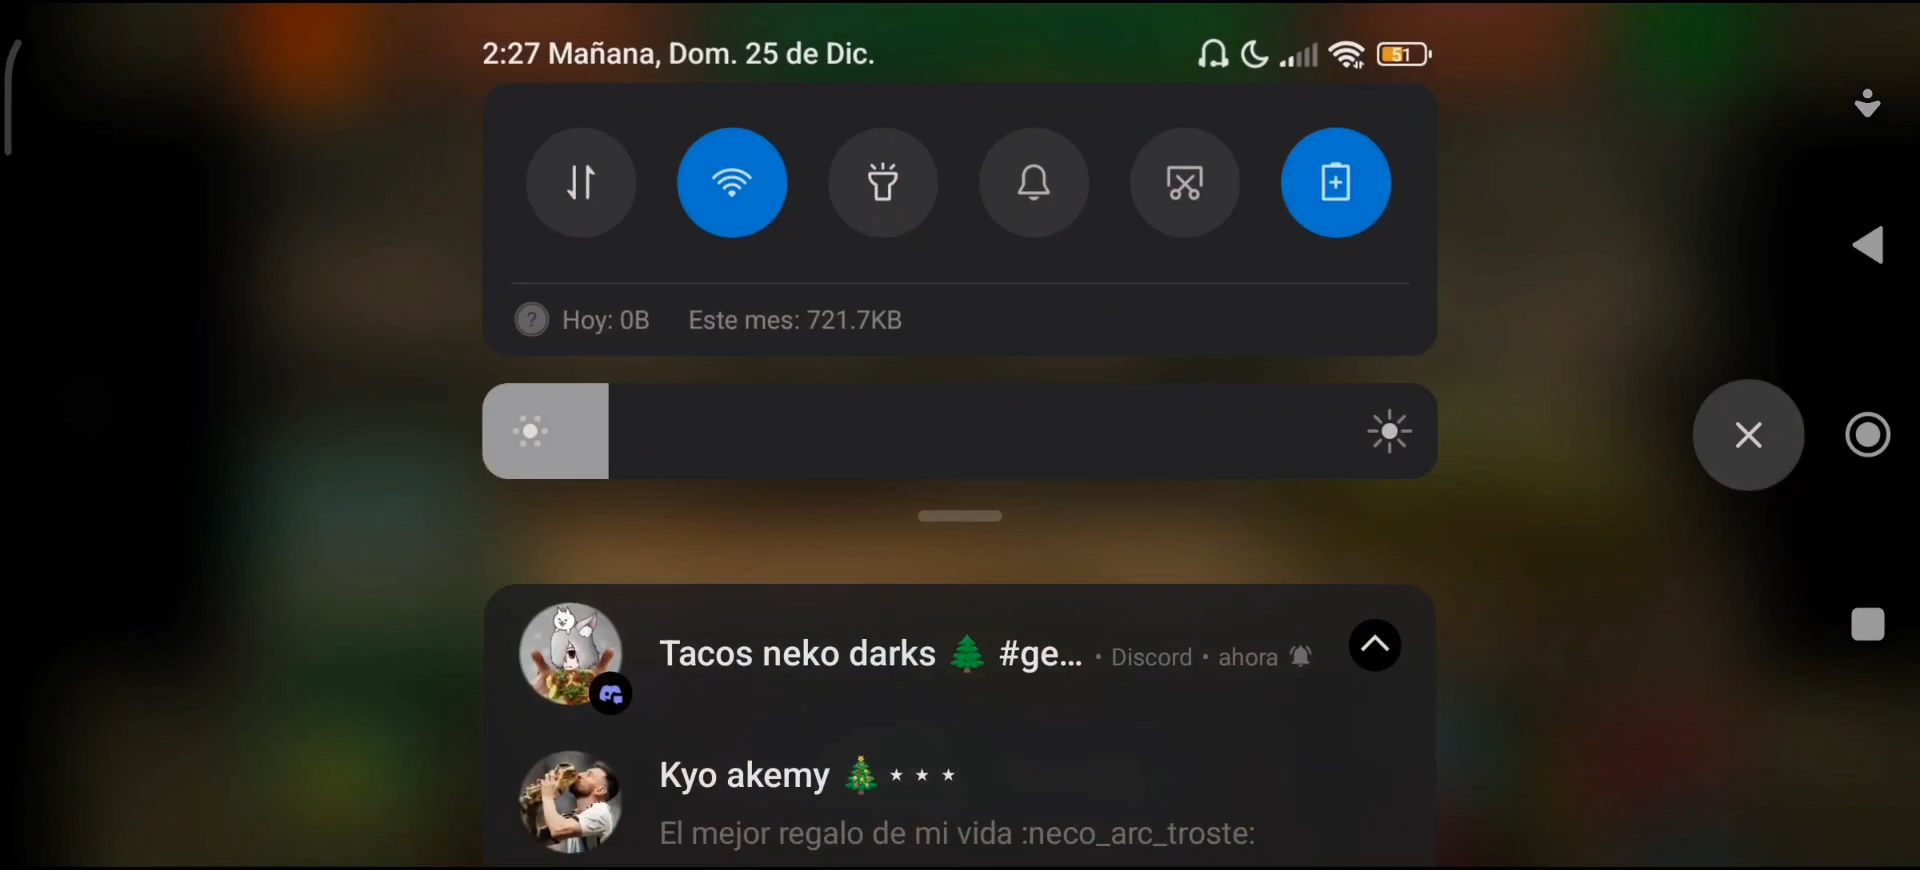 2:27 Mañana, Dom. 25 de Dic.
51
Hoy: 0B Este mes: 721.7KB
Tacos neko darks 🌲 #ge... • Discord • ahora
Kyo akemy 🎄⋆ ⋆ ⋆
El mejor regalo de mi vida :neco_arc_troste: